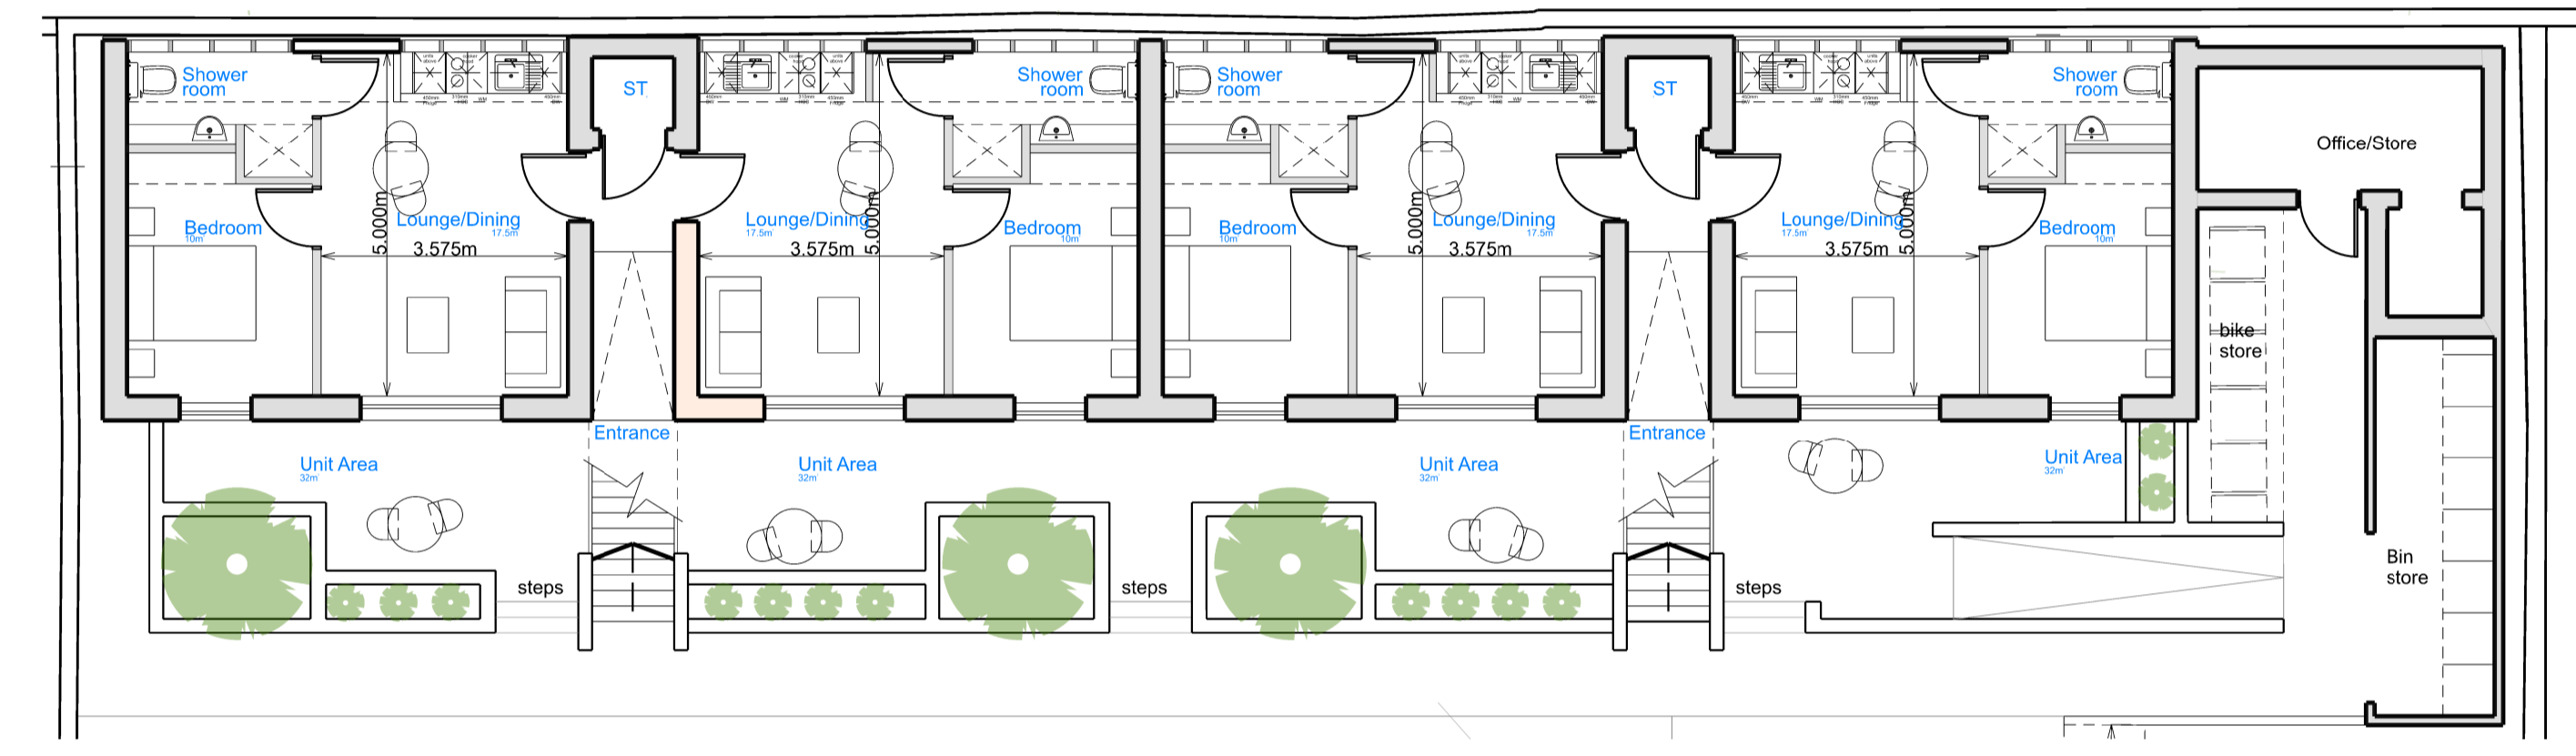 Shower
room
ST
Shower
room
Shower
room
ST
Shower
room
Office/Store
Bedroom
10m
5.000m
Lounge/Dining
17.5m
3.575m
Lounge/Dining
17.5m
3.575m
5.000m
Bedroom
10m
Bedroom
10m
5.000m
Lounge/Dining
17.5m
3.575m
Lounge/Dining
17.5m
3.575m
5.000m
Bedroom
10m
bike
store
Entrance
Entrance
Unit Area
32m
Unit Area
32m
Unit Area
32m
Unit Area
32m
steps
steps
steps
Bin
store